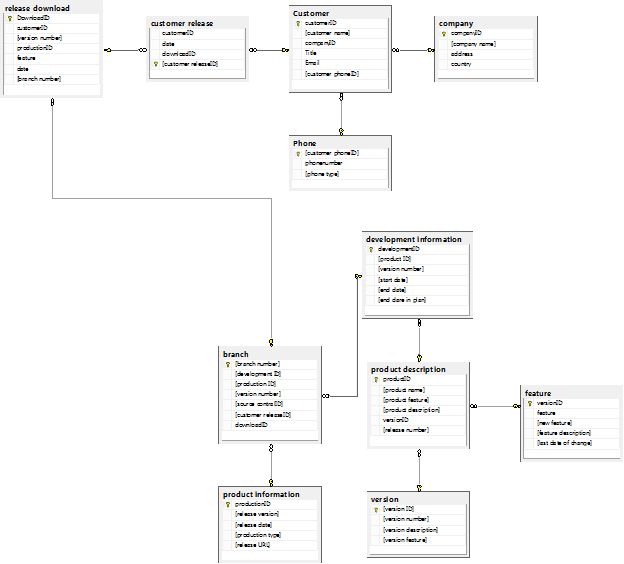 release download
DownloadID
customerID
[version number]
productionID
feature
date
[branch number]
customer release
customerID
date
downloadID
[customer releaseID]
Customer
customerID
[customer name]
companyID
Title
Email
[customer phoneID]
company
companyID
[company name]
address
country
Phone
[customer phoneID]
phonenumber
[phone type]
development information
developmentID
[product ID]
[version number]
[start date]
[end date]
[end dare in plan]
branch
[branch number]
[development ID]
[production ID]
[version number]
[source controlID]
[customer releaseID]
downloadID
product description
productID
[product name]
[product feature]
[product description]
versionID
[release number]
feature
versionID
feature
[new feature]
[feature description]
[last date of change]
product information
productionID
[release version]
[release date]
[production type]
[release URL]
version
[version ID]
[version number]
[version description]
[version feature]